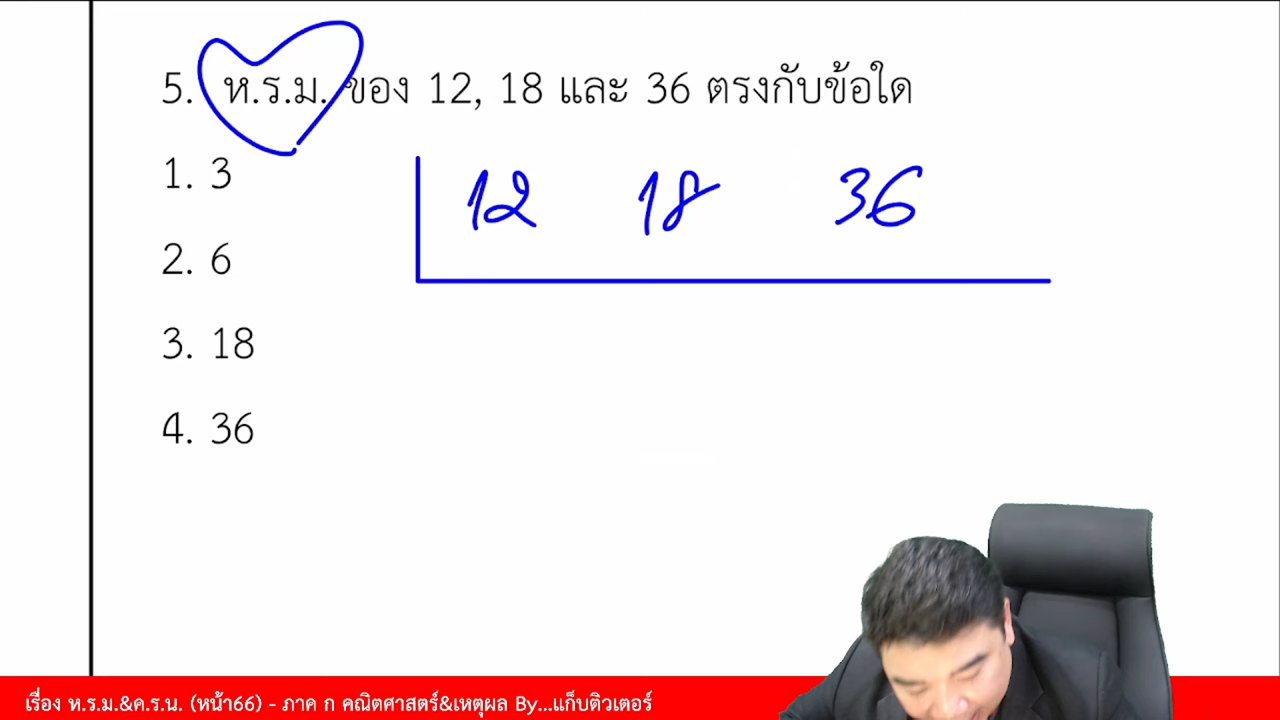 5. ห.ร.ม. ของ 12, 18 และ 36 ตรงกับข้อใด
1. 3
12 18 36
2. 6
3. 18
4. 36
เรื่อง ห.ร.ม.&ค.ร.น. (หน้า66) - ภาค ก คณิตศาสตร์&เหตุผล By...แก็บติวเตอร์